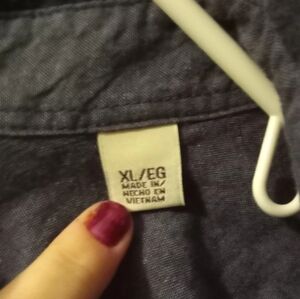 XL/EG
MADE IN/
HECHO EN
VIETNAM